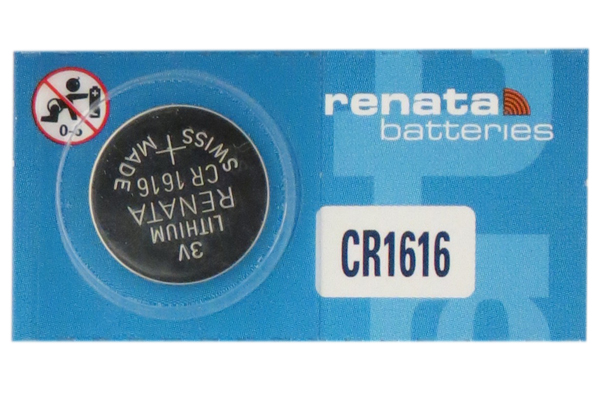 renata
batteries
CR1616
0-3
SWISS + MADE
CR 1616
RENATA
LITHIUM
3V